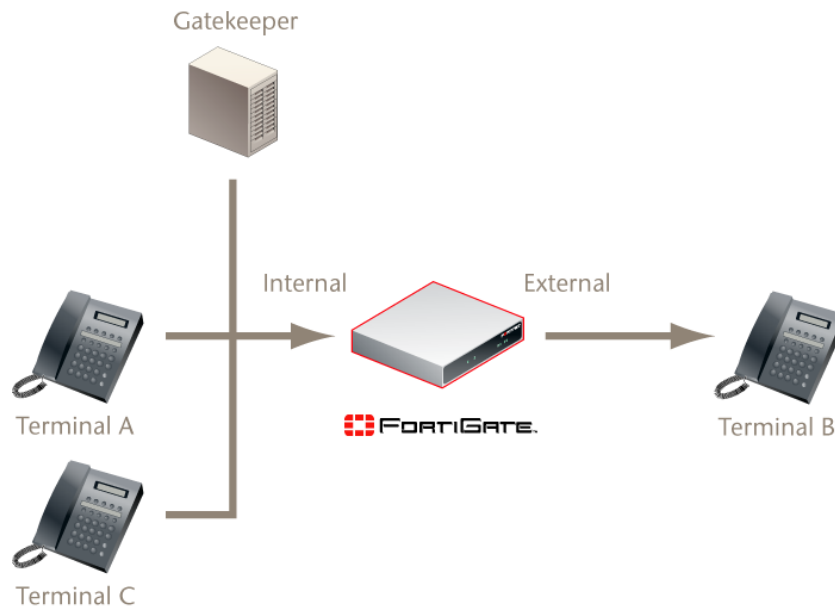 Gatekeeper
Internal
External
Terminal A
FORTIGATE
Terminal B
Terminal C